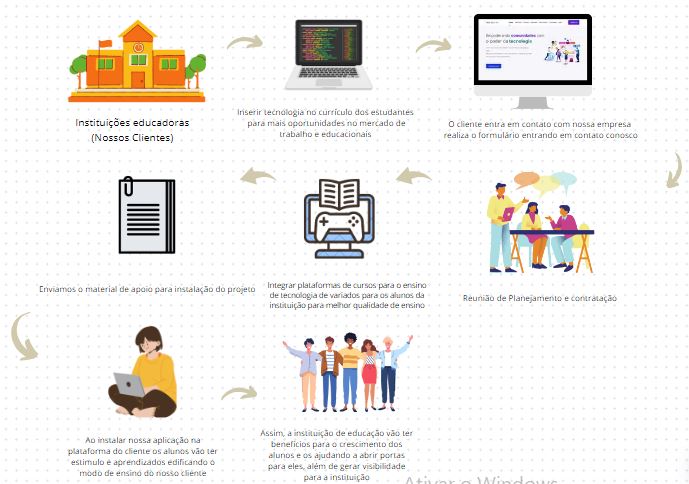 Instituições educadoras
(Nossos Clientes)
Inserir tecnologia no currículo dos estudantes
para mais oportunidades no mercado de
trabalho e educacionais
Empoderando comunidades com
o poder da tecnologia
O cliente entra em contato com nossa empresa
realiza o formulário entrando em contato conosco
Reunião de Planejamento e contratação
Integrar plataformas de cursos para o ensino
de tecnologia de variados para os alunos da
instituição para melhor qualidade de ensino
Enviamos o material de apoio para instalação do projeto
Ao instalar nossa aplicação na
plataforma do cliente os alunos vão ter
estimulo e aprendizados edificando o
modo de ensino do nosso cliente
Assim, a instituição de educação vão ter
benefícios para o crescimento dos
alunos e os ajudando a abrir portas
para eles, além de gerar visibilidade
para a instituição
Ativar o Windows